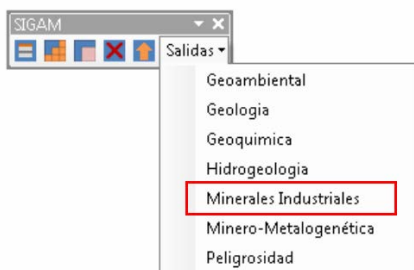 SIGAM
Salidas
Geoambiental
Geologia
Geoquimica
Hidrogeologia
Minerales Industriales
Minero-Metalogenética
Peligrosidad